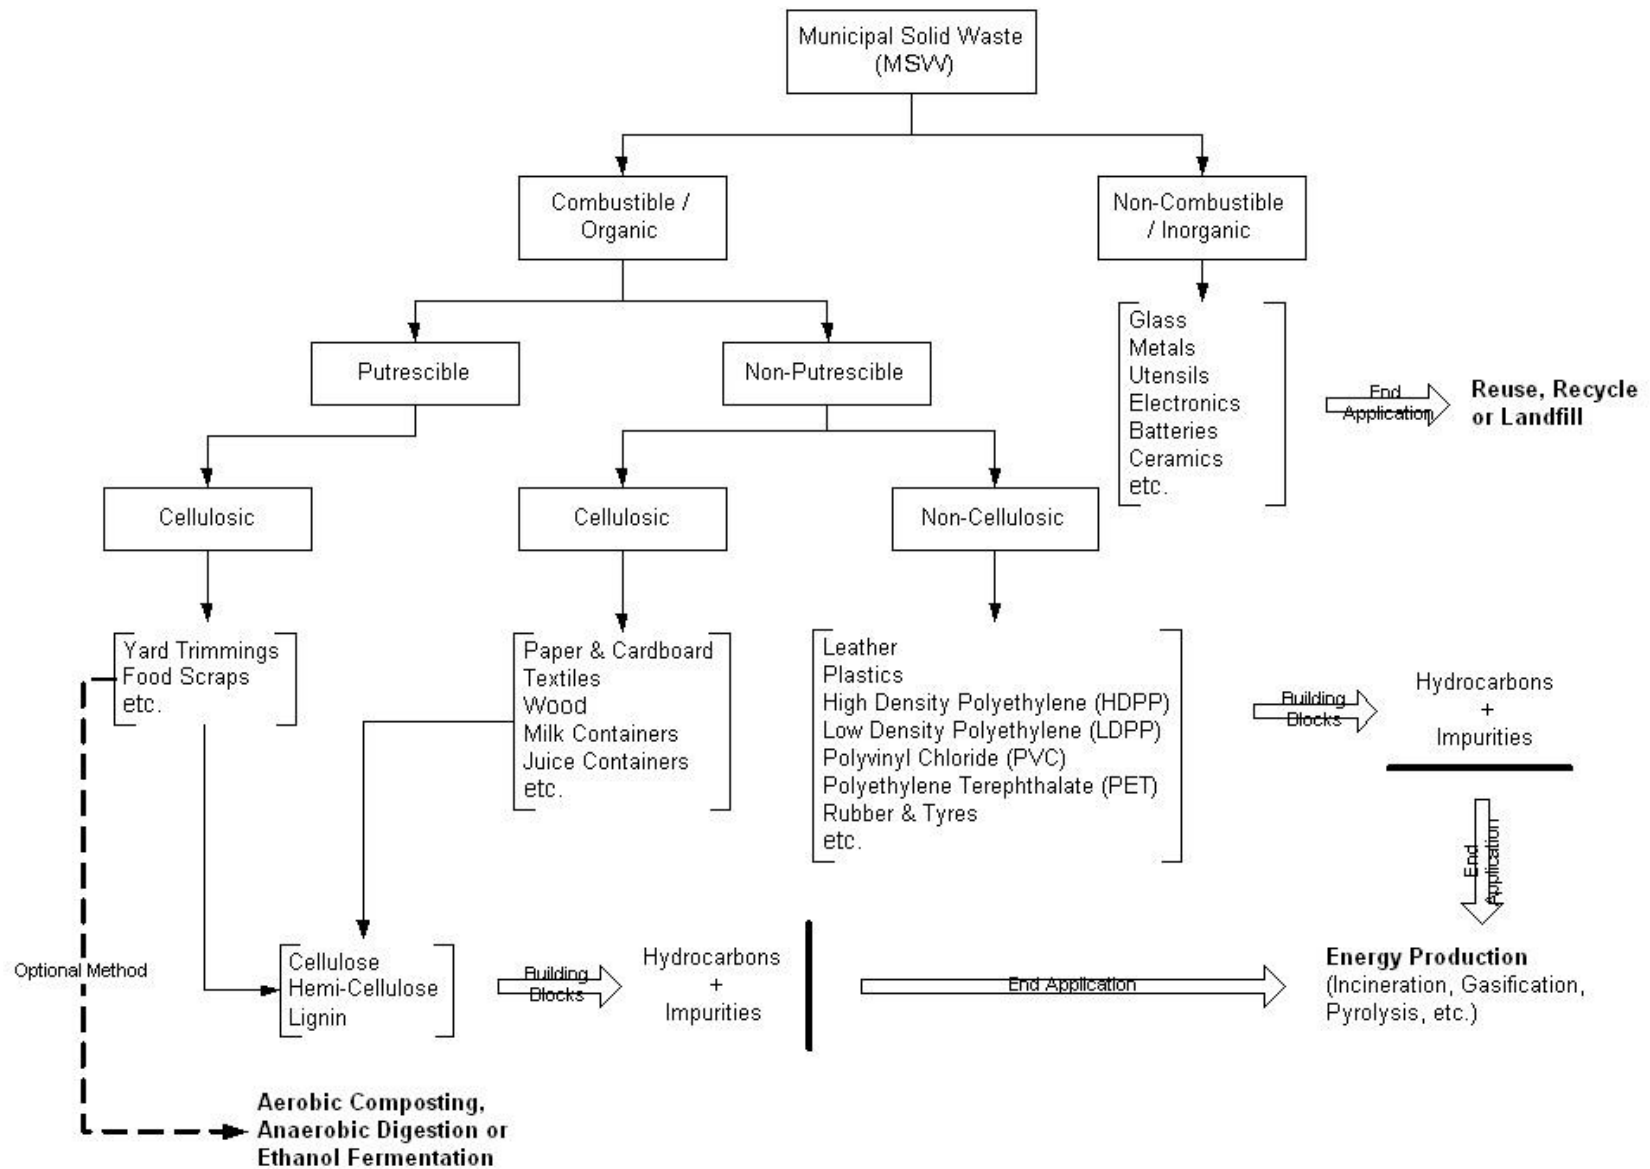 Municipal Solid Waste
(MSW)
Combustible /
Organic
Non-Combustible
/ Inorganic
Putrescible
Non-Putrescible
Glass
Metals
Utensils
Electronics
Batteries
Ceramics
etc.
End
Application
Reuse, Recycle
or Landfill
Cellulosic
Cellulosic
Non-Cellulosic
Yard Trimmings
Food Scraps
etc.
Paper & Cardboard
Textiles
Wood
Milk Containers
Juice Containers
etc.
Leather
Plastics
High Density Polyethylene (HDPP)
Low Density Polyethylene (LDPP)
Polyvinyl Chloride (PVC)
Polyethylene Terephthalate (PET)
Rubber & Tyres
etc.
Building
Blocks
Hydrocarbons
+
Impurities
End
Application
Optional Method
Cellulose
Hemi-Cellulose
Lignin
Building
Blocks
Hydrocarbons
+
Impurities
End Application
Energy Production
(Incineration, Gasification,
Pyrolysis, etc.)
Aerobic Composting,
Anaerobic Digestion or
Ethanol Fermentation